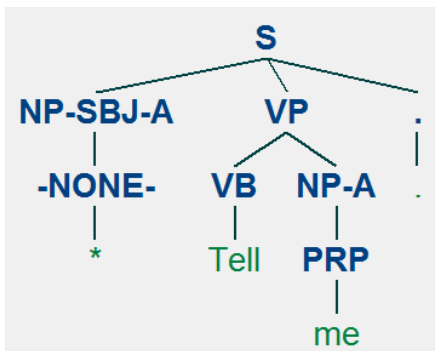 S
NP-SBJ-A VP .
-NONE- VB NP-A .
* Tell PRP
me